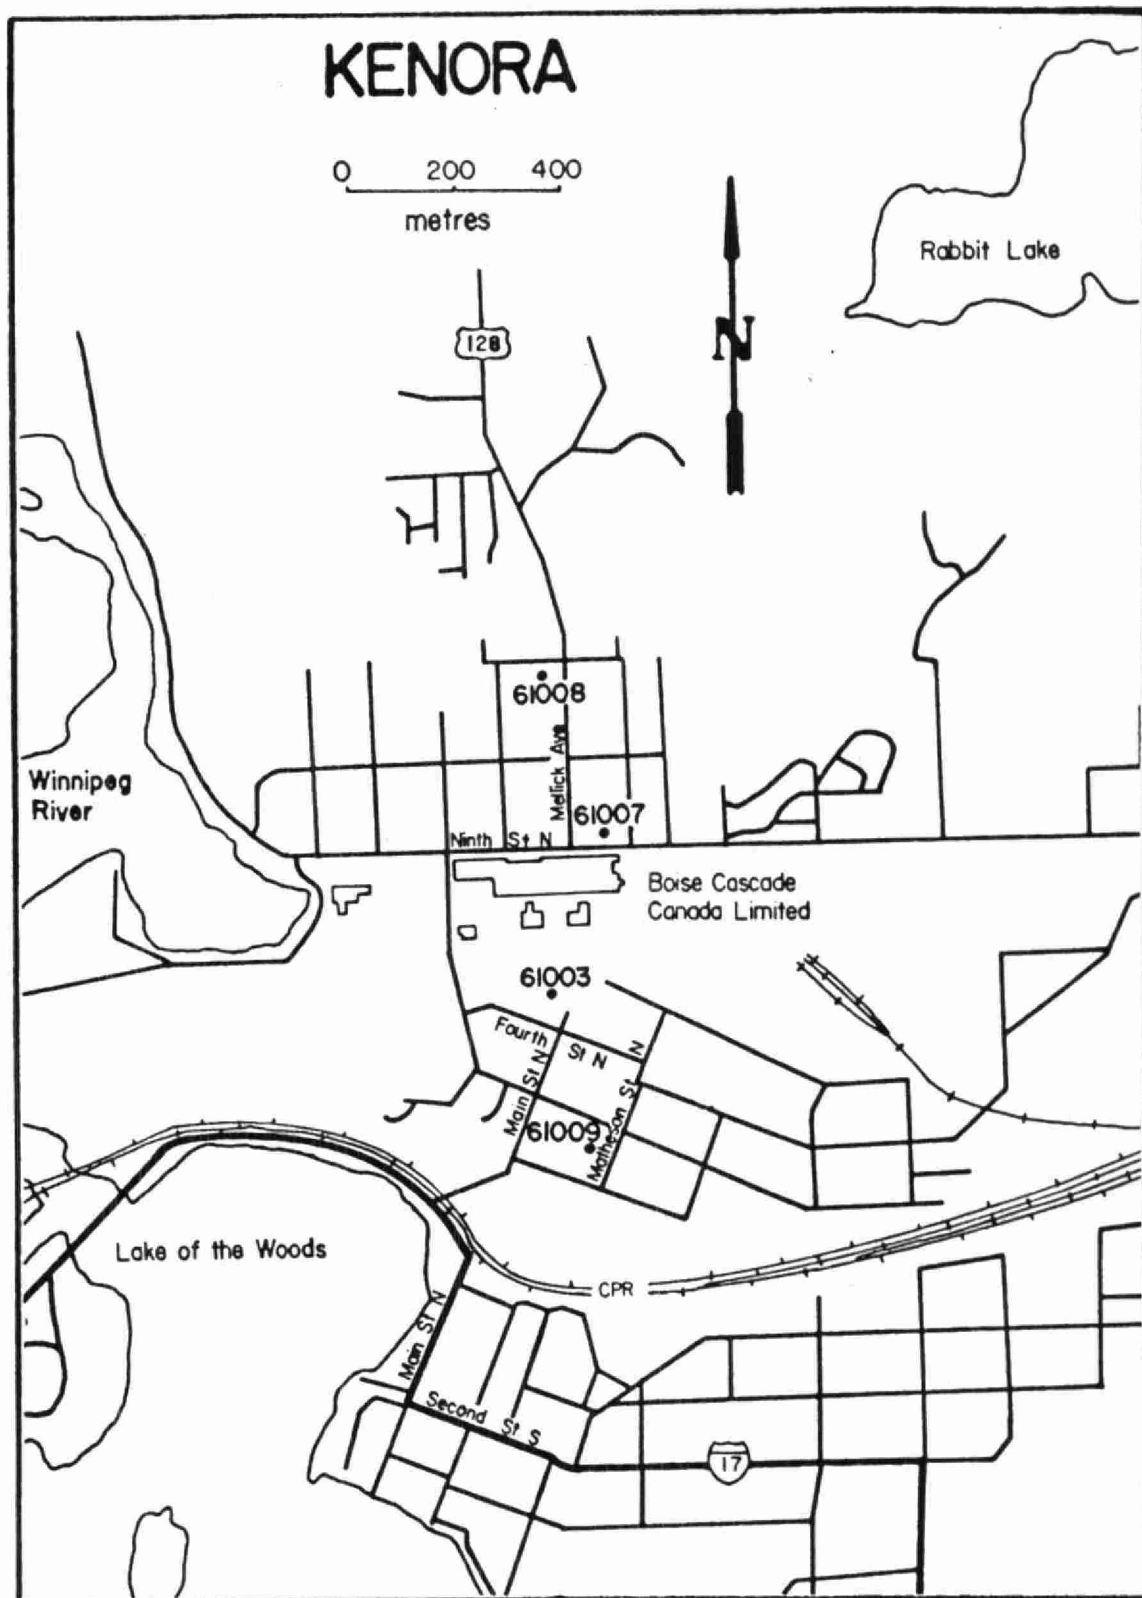 KENORA
0 200 400
metres
N
Rabbit Lake
128
61008
Mellick Ave
Winnipeg
River
61007
Ninth St N
Boise Cascade
Canada Limited
61003
Fourth St N
Main St N
Matheson St N
61009
Lake of the Woods
CPR
Main St N
Second St S
17